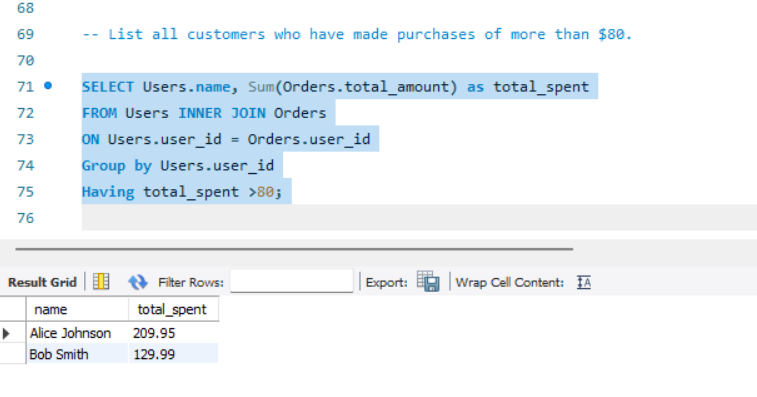 68
69 -- List all customers who have made purchases of more than $80.
70
71 SELECT Users.name, Sum(Orders.total_amount) as total_spent
72 FROM Users INNER JOIN Orders
73 ON Users.user_id = Orders.user_id
74 Group by Users.user_id
75 Having total_spent >80;
76
Result Grid Filter Rows: Export: Wrap Cell Content: IA
name total_spent
Alice Johnson 209.95
Bob Smith 129.99